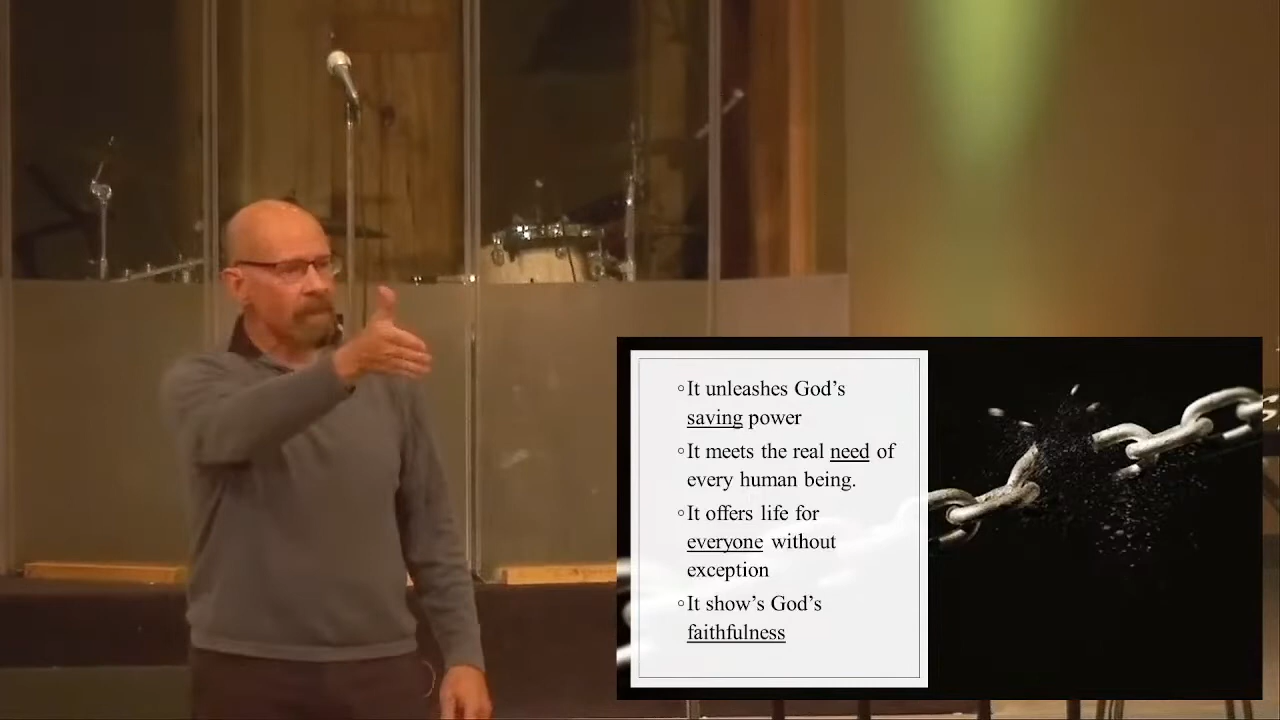 ◦It unleashes God’s
saving power
◦It meets the real need of
every human being.
◦It offers life for
everyone without
exception
◦It show’s God’s
faithfulness